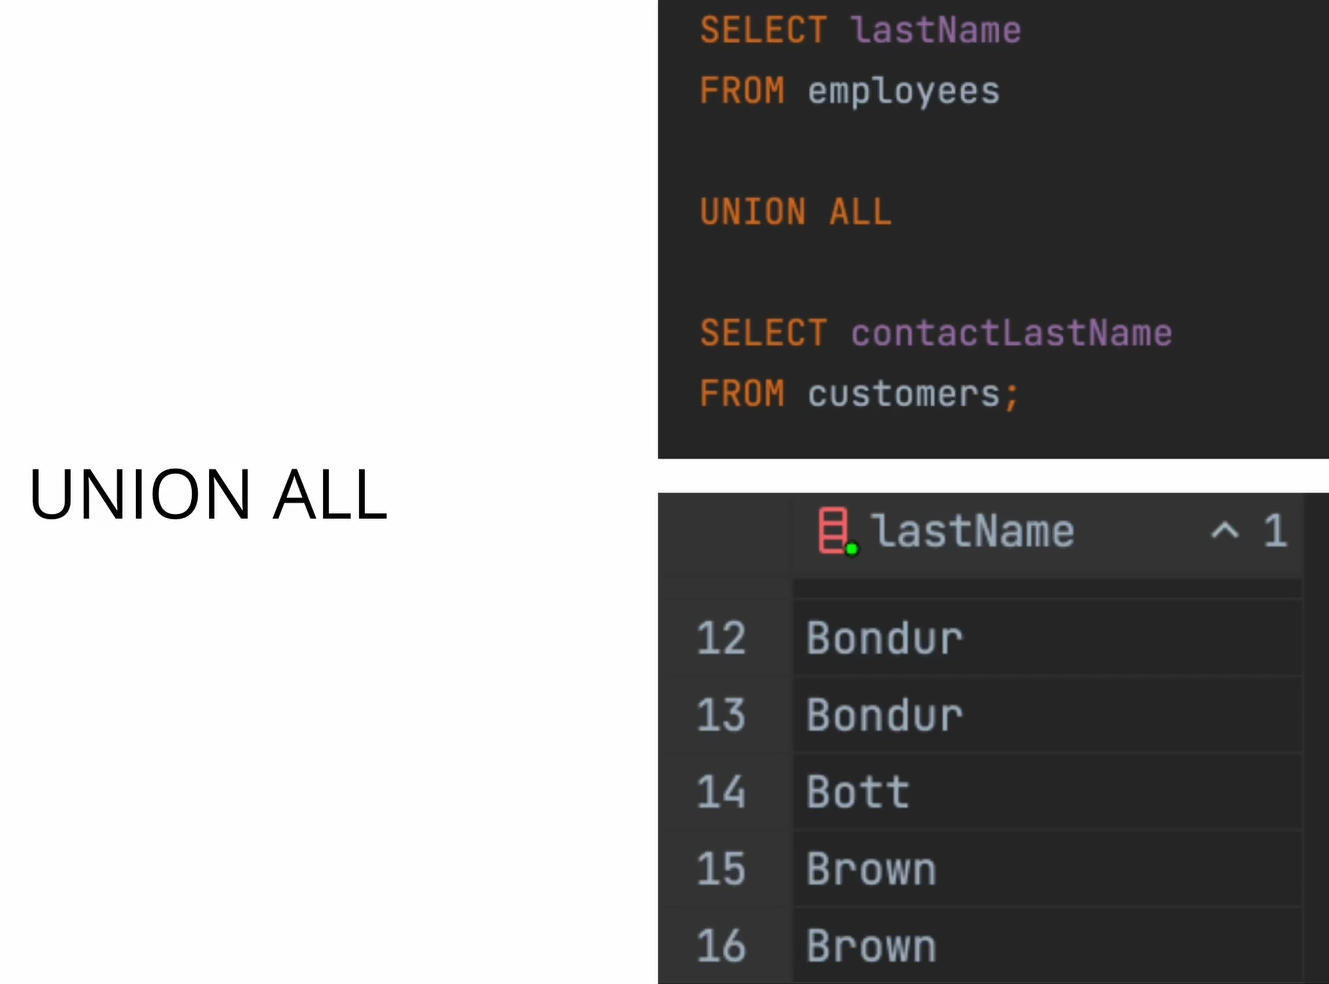 UNION ALL
SELECT lastName
FROM employees
UNION ALL
SELECT contactLastName
FROM customers;
lastName ^ 1
12 Bondur
13 Bondur
14 Bott
15 Brown
16 Brown